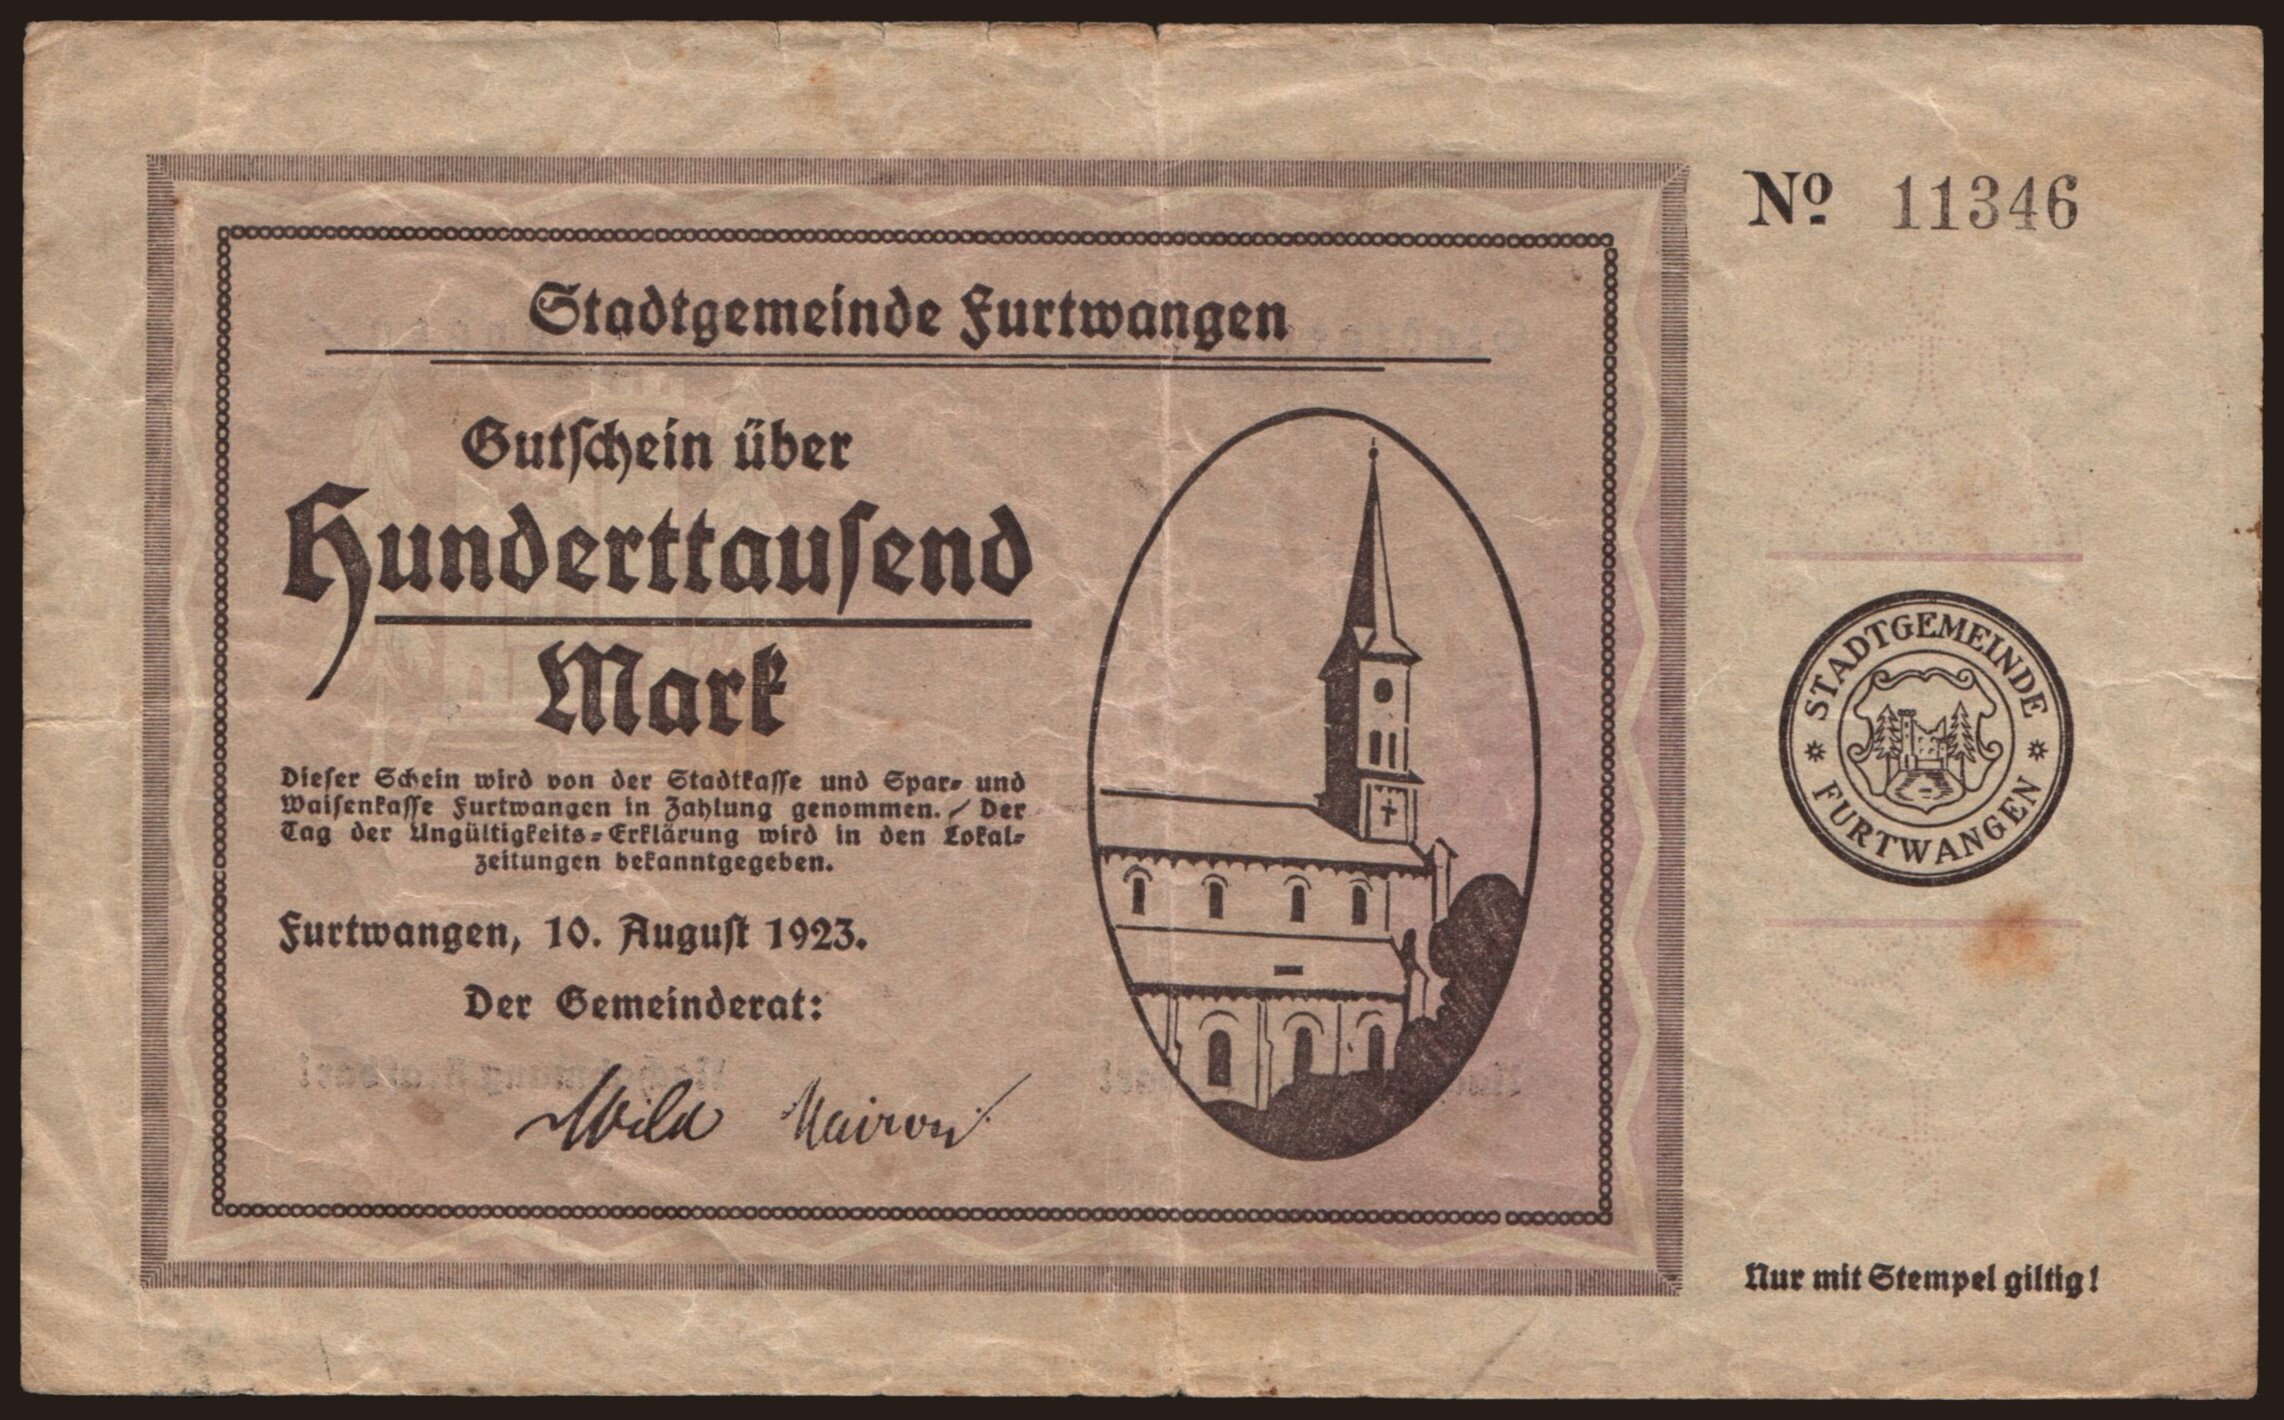 Nº 11346
Stadtgemeinde Furtwangen
Gutschein über
Hunderttausend
Mark
Dieser Schein wird von der Stadtkasse und Spar- und
Waisenkasse Furtwangen in Zahlung genommen. / Der
Tag der Ungültigkeits-Erklärung wird in den Lokal-
zeitungen bekanntgegeben.
Furtwangen, 10. August 1923.
Der Gemeinderat:
STADTGEMEINDE
* FURTWANGEN *
Nur mit Stempel giltig!